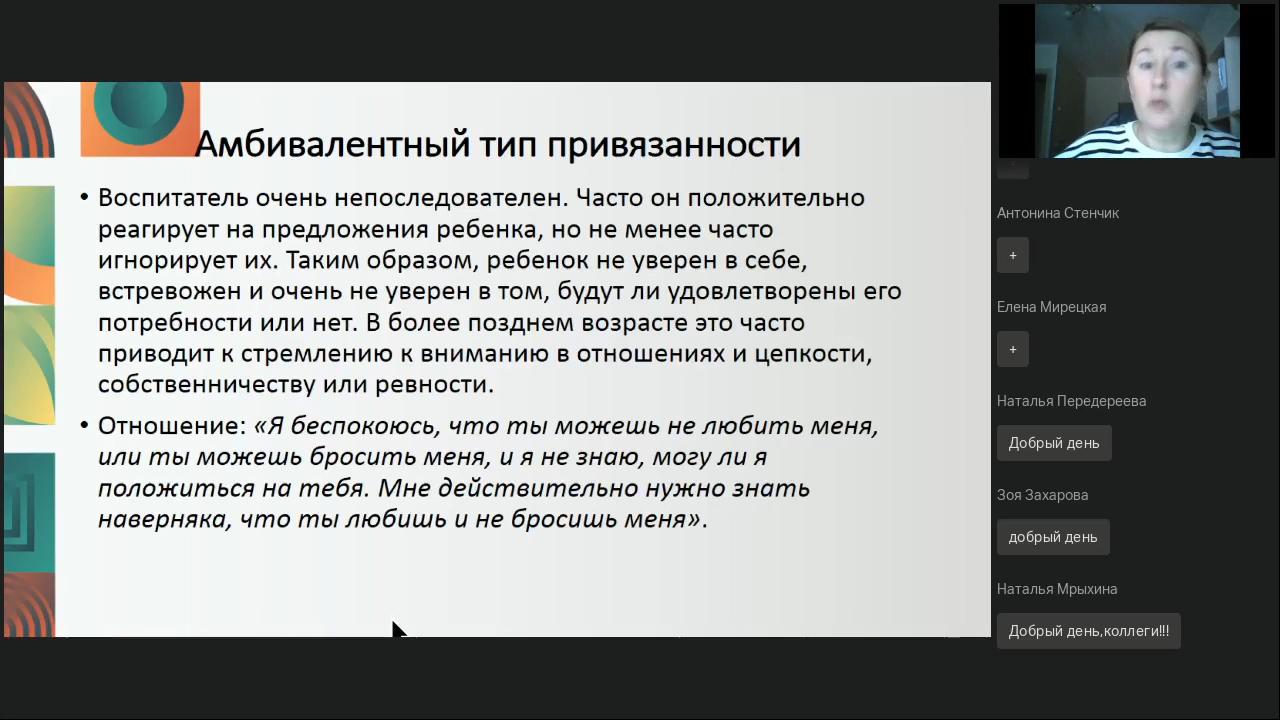 Амбивалентный тип привязанности
• Воспитатель очень непоследователен. Часто он положительно
реагирует на предложения ребенка, но не менее часто
игнорирует их. Таким образом, ребенок не уверен в себе,
встревожен и очень не уверен в том, будут ли удовлетворены его
потребности или нет. В более позднем возрасте это часто
приводит к стремлению к вниманию в отношениях и цепкости,
собственничеству или ревности.
• Отношение: «Я беспокоюсь, что ты можешь не любить меня,
или ты можешь бросить меня, и я не знаю, могу ли я
положиться на тебя. Мне действительно нужно знать
наверняка, что ты любишь и не бросишь меня».
Антонина Стенчик
+
Елена Мирецкая
+
Наталья Передереева
Добрый день
Зоя Захарова
добрый день
Наталья Мрыхина
Добрый день,коллеги!!!